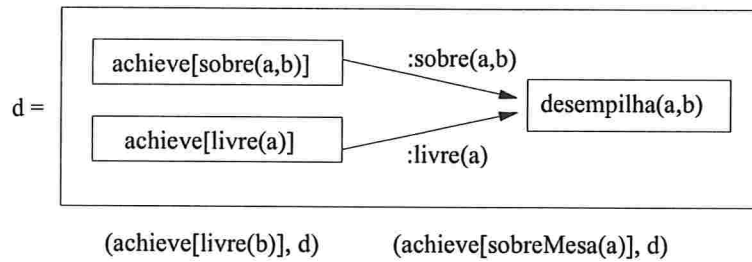 achieve[sobre(a,b)]
:sobre(a,b)
d =
desempilha(a,b)
achieve[livre(a)]
:livre(a)
(achieve[livre(b)], d) (achieve[sobreMesa(a)], d)